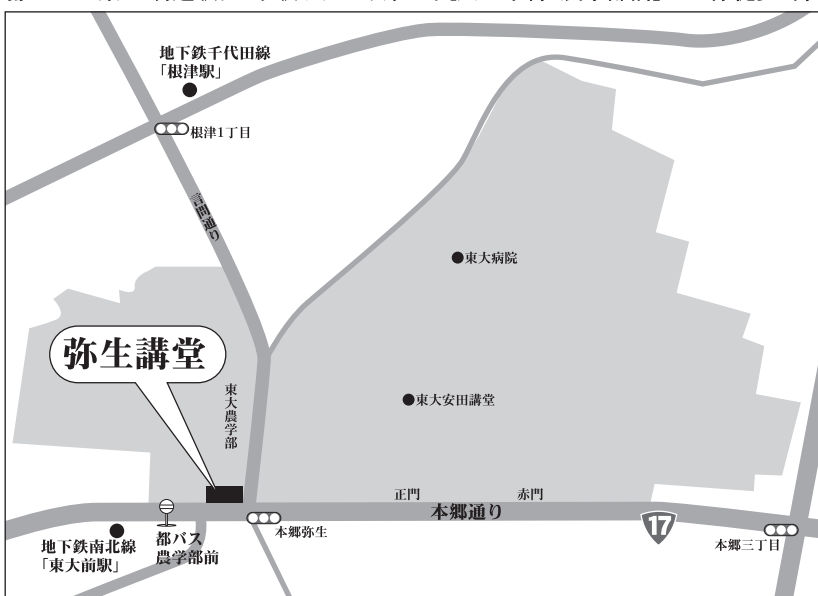 地下鉄千代田線
「根津駅」
根津1丁目
言問通り
東大病院
弥生講堂
東大農学部
東大安田講堂
正門
赤門
本郷通り
17
本郷弥生
本郷三丁目
都バス
農学部前
地下鉄南北線
「東大前駅」